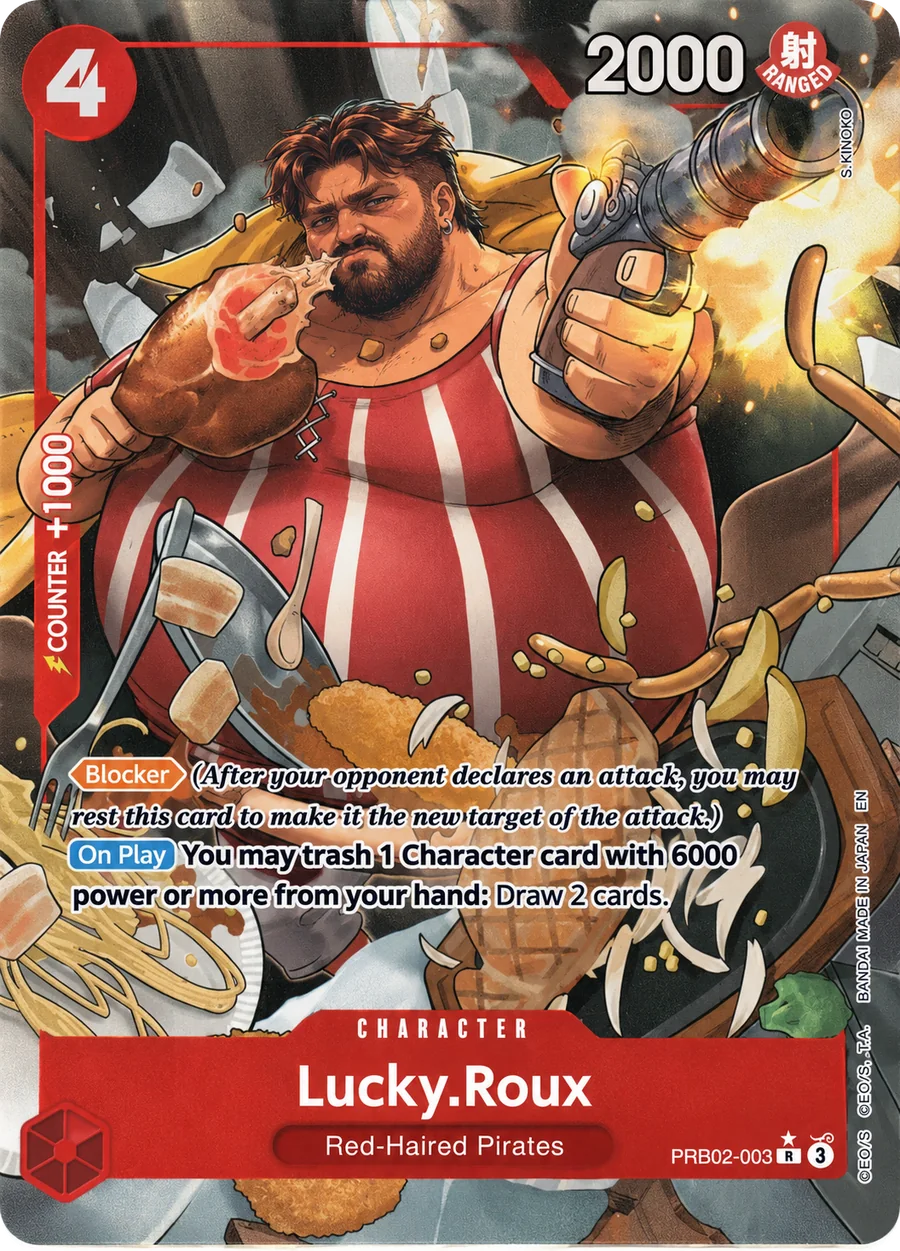 4
2000
射
RANGED
S.KINOKO
COUNTER +1000
Blocker (After your opponent declares an attack, you may
rest this card to make it the new target of the attack.)
On Play You may trash 1 Character card with 6000
power or more from your hand: Draw 2 cards.
CHARACTER
Lucky.Roux
Red-Haired Pirates
PRB02-003 R 3
©EO/S ©EO/S, .T.A. BANDAI MADE IN JAPAN EN